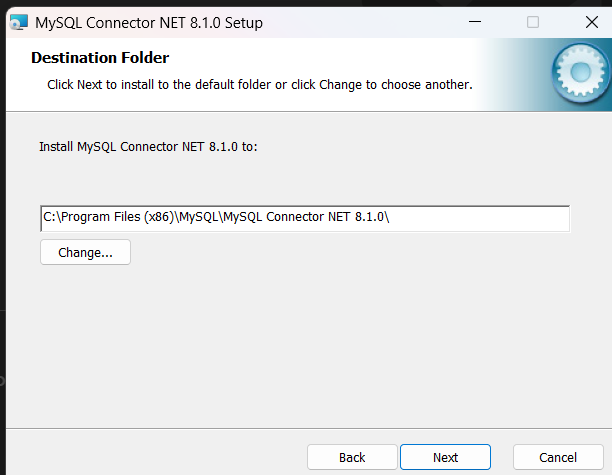 MySQL Connector NET 8.1.0 Setup
Destination Folder
Click Next to install to the default folder or click Change to choose another.
Install MySQL Connector NET 8.1.0 to:
C:\Program Files (x86)\MySQL\MySQL Connector NET 8.1.0\
Change...
Back
Next
Cancel